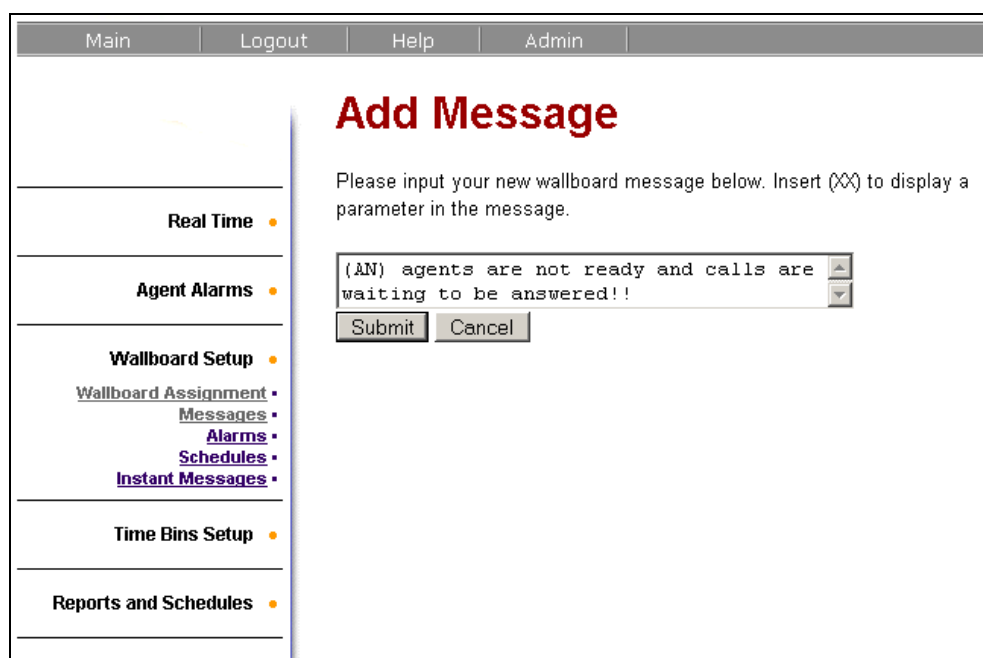 Main Logout Help Admin
Add Message
Please input your new wallboard message below. Insert (XX) to display a
parameter in the message.
(AN) agents are not ready and calls are
waiting to be answered!!
Submit Cancel
Real Time
Agent Alarms
Wallboard Setup
Wallboard Assignment
Messages
Alarms
Schedules
Instant Messages
Time Bins Setup
Reports and Schedules